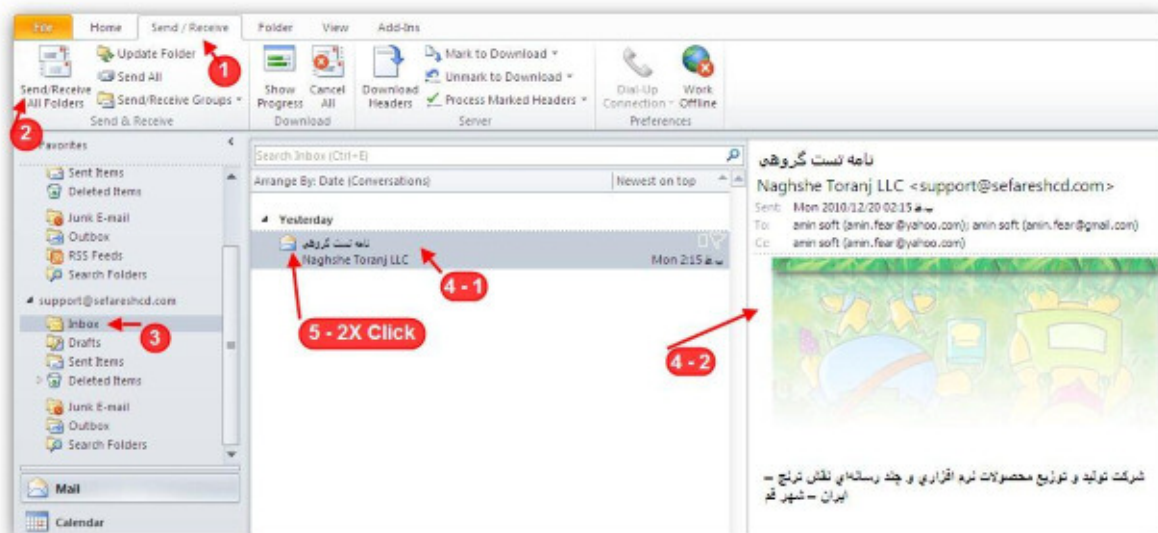 File Home Send / Receive Folder View Add-Ins
Update Folder
Send All
Send/Receive Groups
Send/Receive
All Folders
Send & Receive
Show
Progress
Cancel
All
Download
Download
Headers
Mark to Download
Unmark to Download
Process Marked Headers
Server
Dial-Up
Connection
Work
Offline
Preferences
1
2
Favorites
Sent Items
Deleted Items
Junk E-mail
Outbox
RSS Feeds
Search Folders
support@sefareshcd.com
Inbox
3
Drafts
Sent Items
Deleted Items
Junk E-mail
Outbox
Search Folders
Mail
Calendar
Search Inbox (Ctrl+E)
Arrange By: Date (Conversations) Newest on top
Yesterday
نامه تست گروهی
Naghshe Toranj LLC Mon 2:15 ب.ظ
4 - 1
5 - 2X Click
4 - 2
نامه تست گروهی
Naghshe Toranj LLC <support@sefareshcd.com>
Sent: Mon 2010/12/20 02:15 ب.ظ
To: amin soft (amin.fear@yahoo.com); amin soft (amin.fear@gmail.com)
Cc: amin soft (amin.fear@yahoo.com)
شرکت تولید و توزیع محصولات نرم افزاري و چند رسانه‌اي نقش ترنج –
ایران – شهر قم